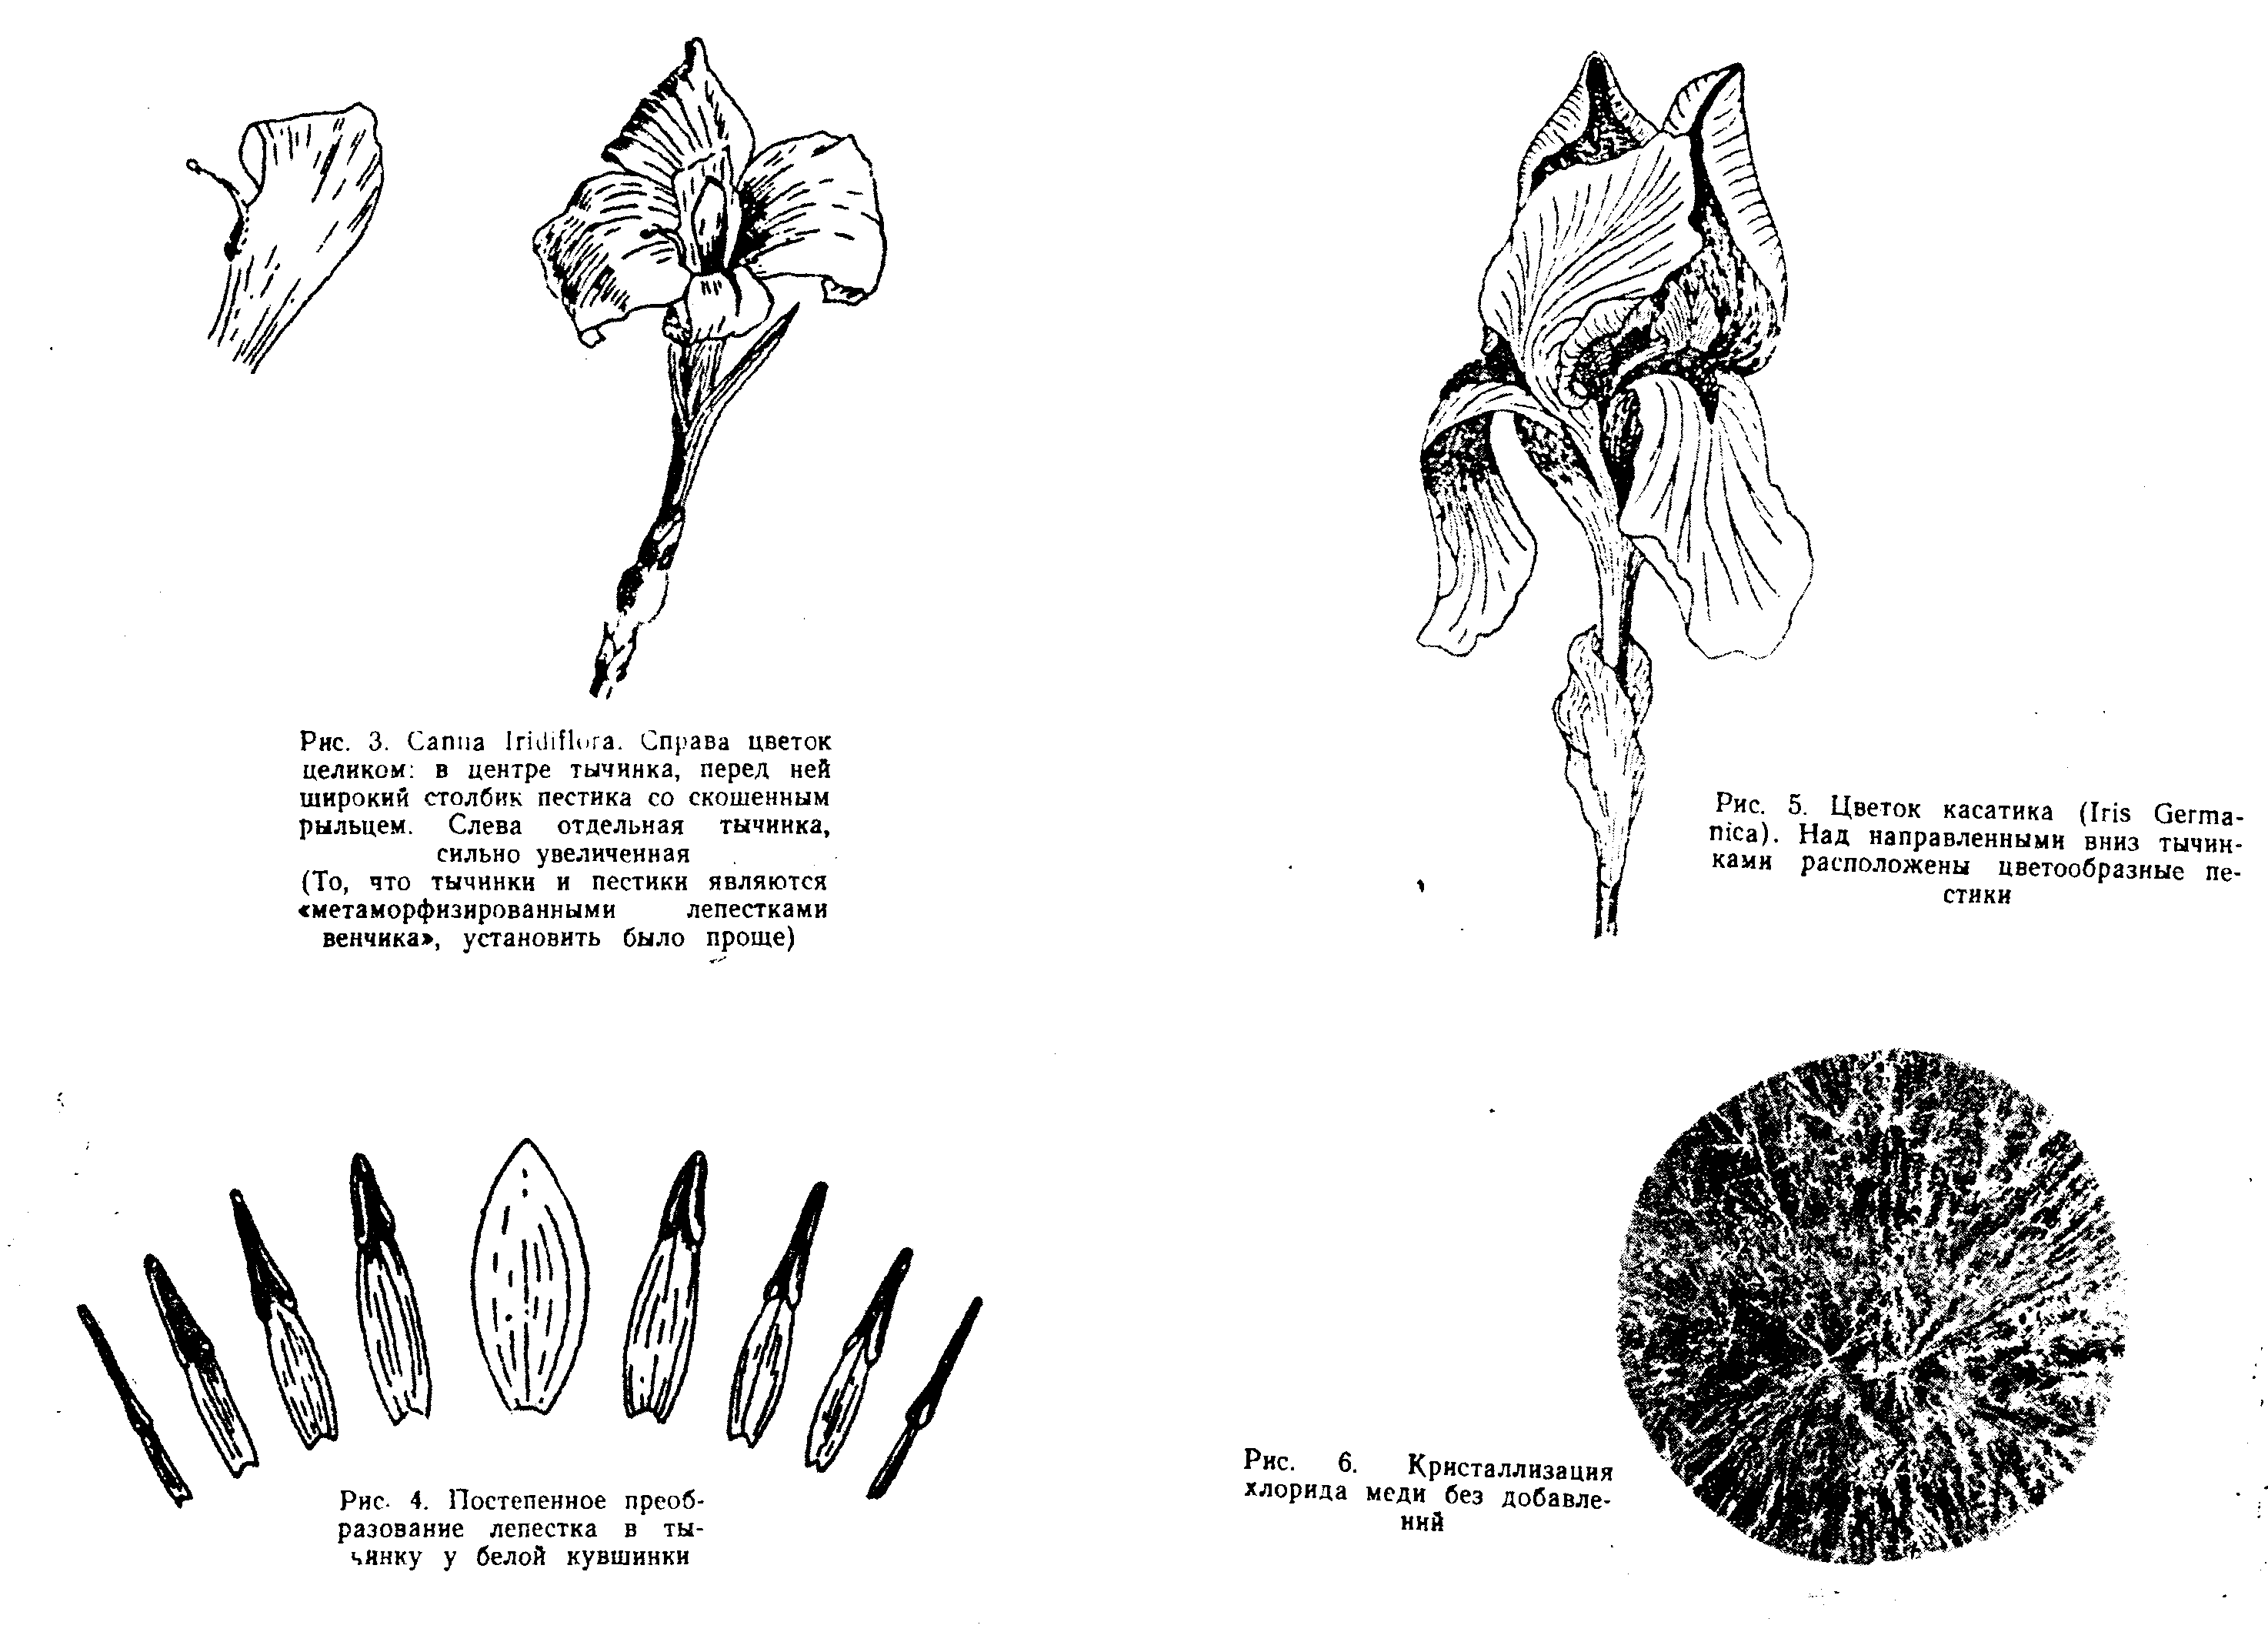 Рис. 3. Canna Iridiflora. Справа цветок
целиком: в центре тычинка, перед ней
широкий столбик пестика со скошенным
рыльцем. Слева отдельная тычинка,
сильно увеличенная
(То, что тычинки и пестики являются
«метаморфизированными лепестками
венчика», установить было проще)
Рис. 4. Постепенное преоб-
разование лепестка в ты-
чинку у белой кувшинки
Рис. 5. Цветок касатика (Iris Germa-
nica). Над направленными вниз тычин-
ками расположены цветообразные пе-
стики
Рис. 6. Кристаллизация
хлорида меди без добавле-
ний